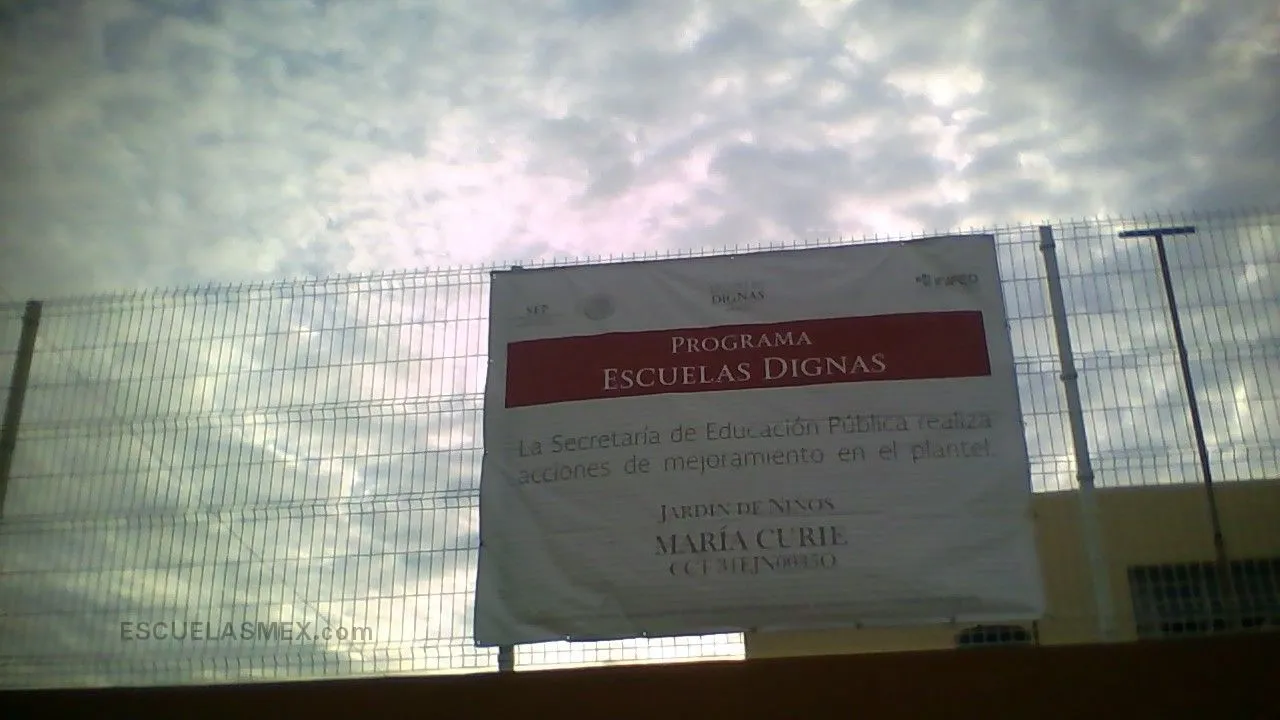 SEP
DIGNAS
INIFED
PROGRAMA
ESCUELAS DIGNAS
La Secretaría de Educación Pública realiza
acciones de mejoramiento en el plantel.
JARDIN DE NIÑOS
MARÍA CURIE
ESCUELASMEX.com